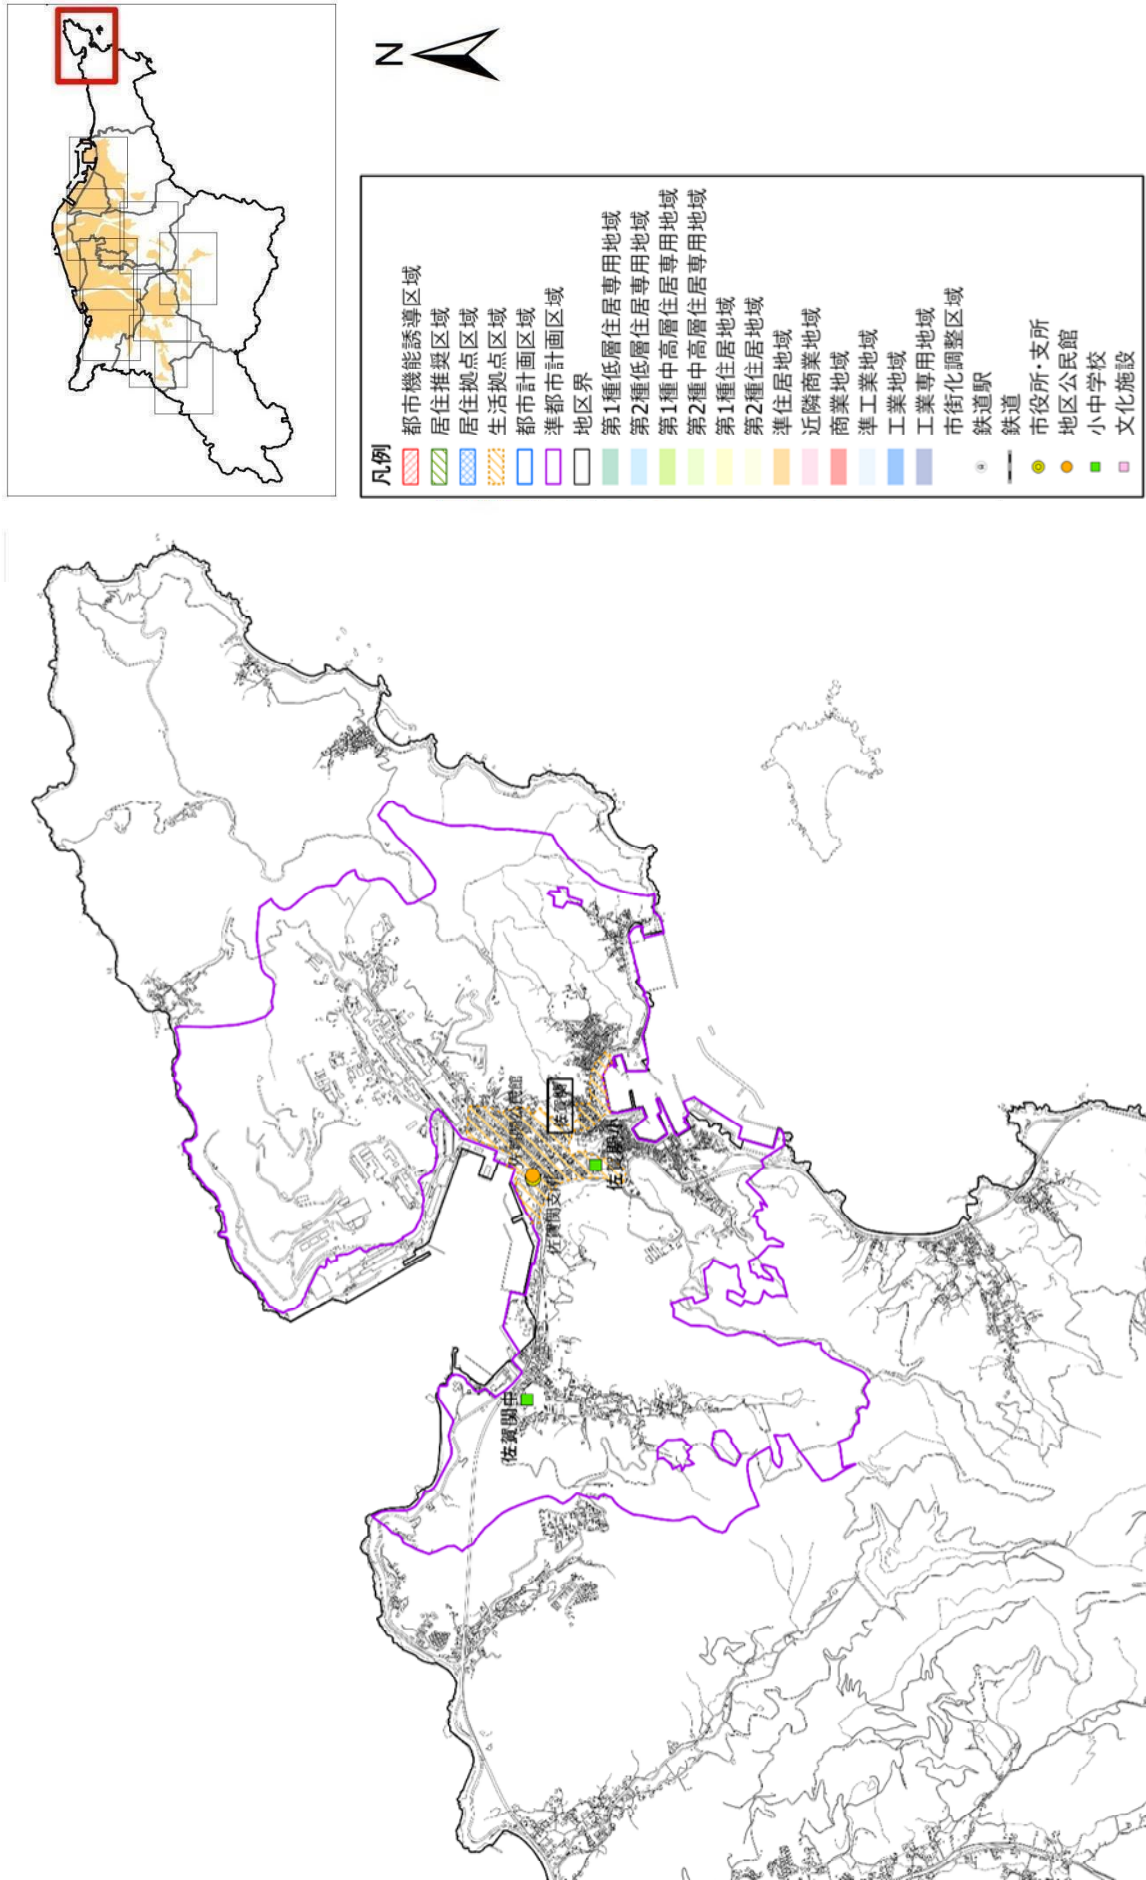 N
凡例
都市機能誘導区域
居住推奨区域
居住拠点区域
生活拠点区域
都市計画区域
準都市計画区域
地区界
第1種低層住居専用地域
第2種低層住居専用地域
第1種中高層住居専用地域
第2種中高層住居専用地域
第1種住居地域
第2種住居地域
準住居地域
近隣商業地域
商業地域
準工業地域
工業地域
工業専用地域
市街化調整区域
鉄道駅
鉄道
市役所・支所
地区公民館
小中学校
文化施設
佐賀関
佐賀関支
佐賀関中